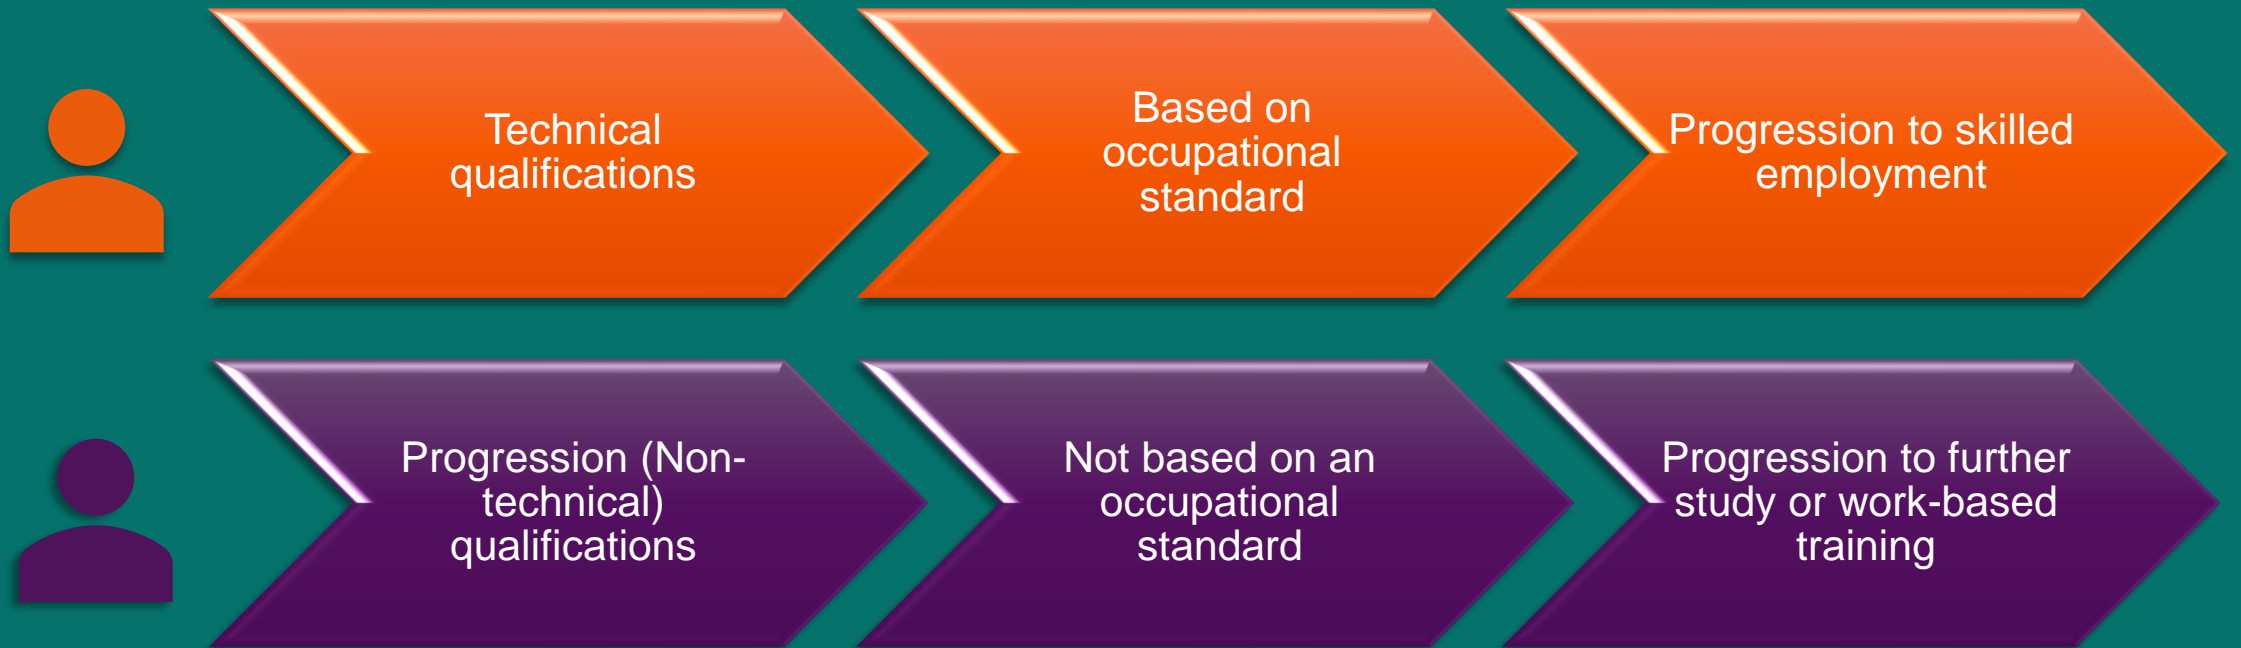 Technical
qualifications
Based on
occupational
standard
Progression to skilled
employment
Progression (Non-
technical)
qualifications
Not based on an
occupational
standard
Progression to further
study or work-based
training